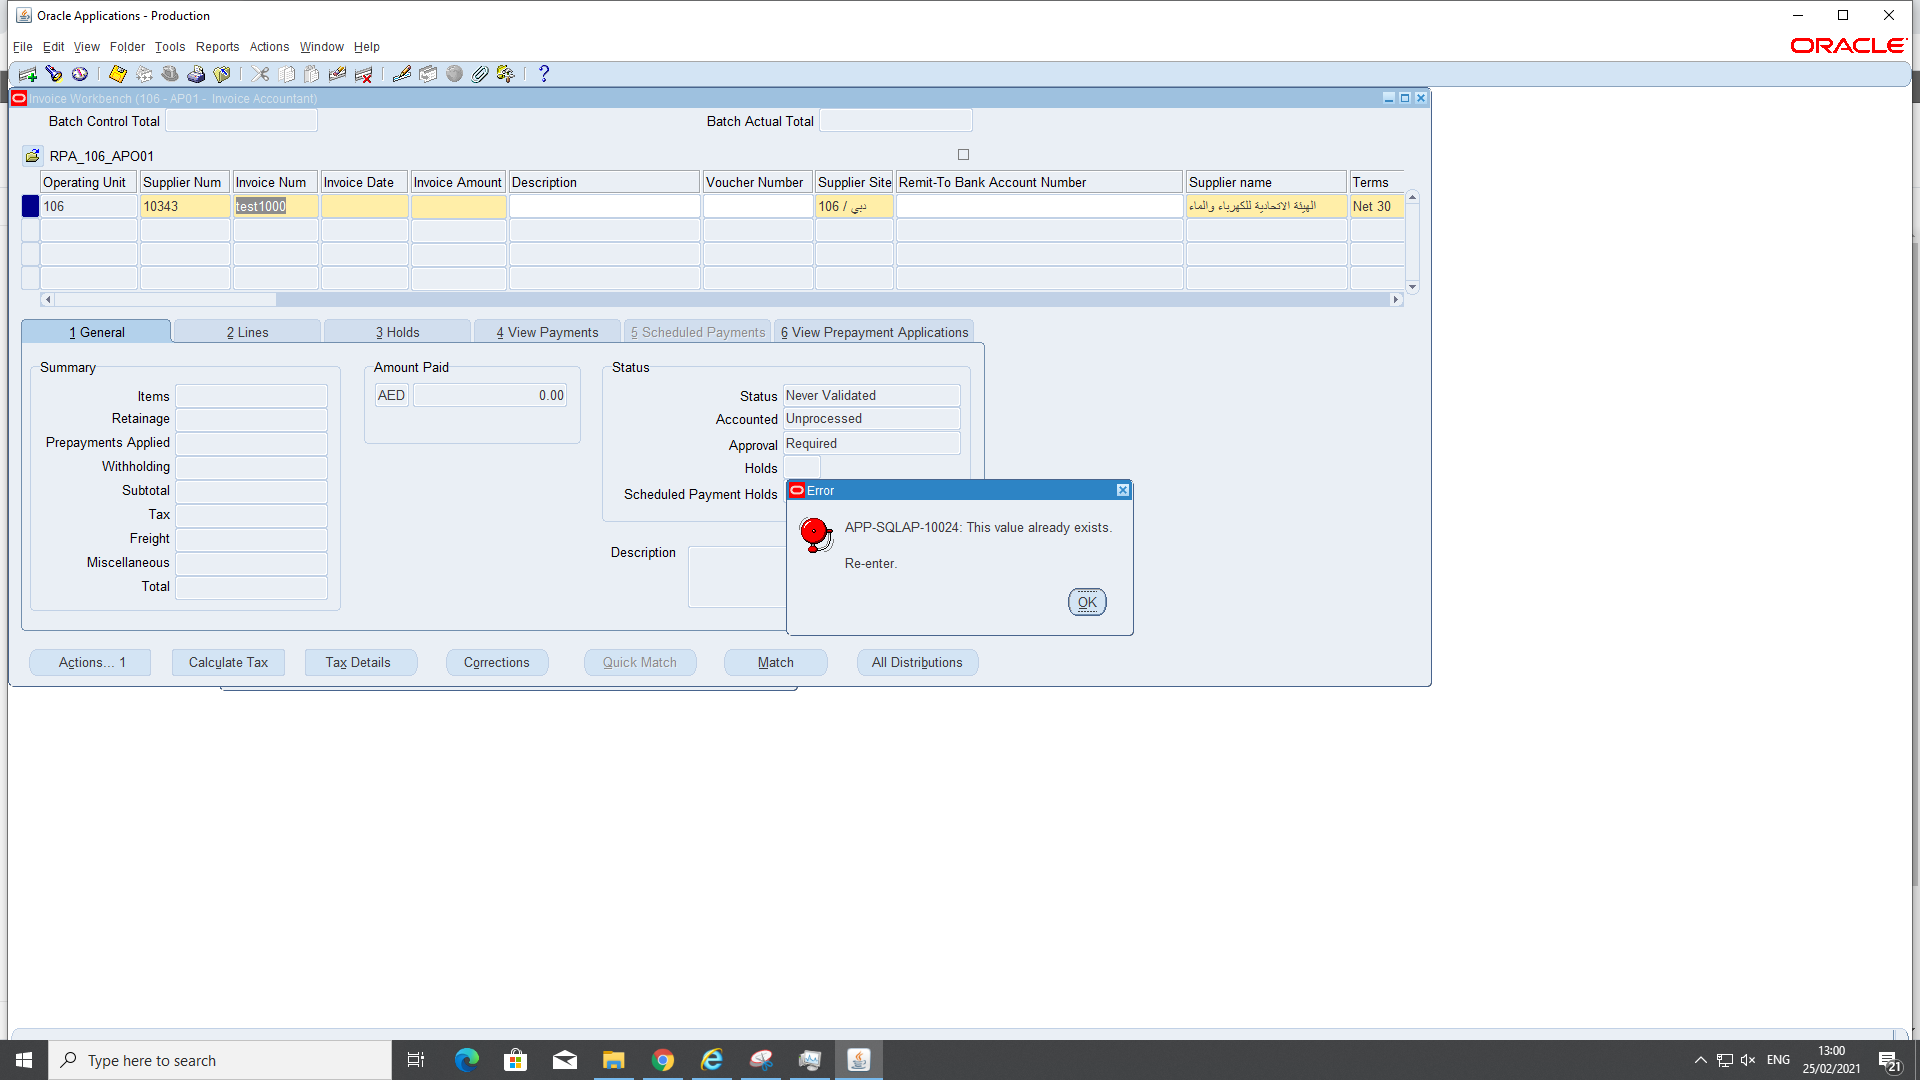 Oracle Applications - Production
File Edit View Folder Tools Reports Actions Window Help
ORACLE
Invoice Workbench (106 - AP01 - Invoice Accountant)
Batch Control Total
Batch Actual Total
RPA_106_APO01
Operating Unit Supplier Num Invoice Num Invoice Date Invoice Amount Description Voucher Number Supplier Site Remit-To Bank Account Number Supplier name Terms
106 10343 test1000 106 / دبي الهيئة الاتحادية للكهرباء والماء Net 30
1 General 2 Lines 3 Holds 4 View Payments 5 Scheduled Payments 6 View Prepayment Applications
Summary
Items
Retainage
Prepayments Applied
Withholding
Subtotal
Tax
Freight
Miscellaneous
Total
Amount Paid
AED 0.00
Status
Status Never Validated
Accounted Unprocessed
Approval Required
Holds
Scheduled Payment Holds
Description
Error
APP-SQLAP-10024: This value already exists.
Re-enter.
OK
Actions... 1 Calculate Tax Tax Details Corrections Quick Match Match All Distributions
Type here to search
ENG
13:00
25/02/2021
21